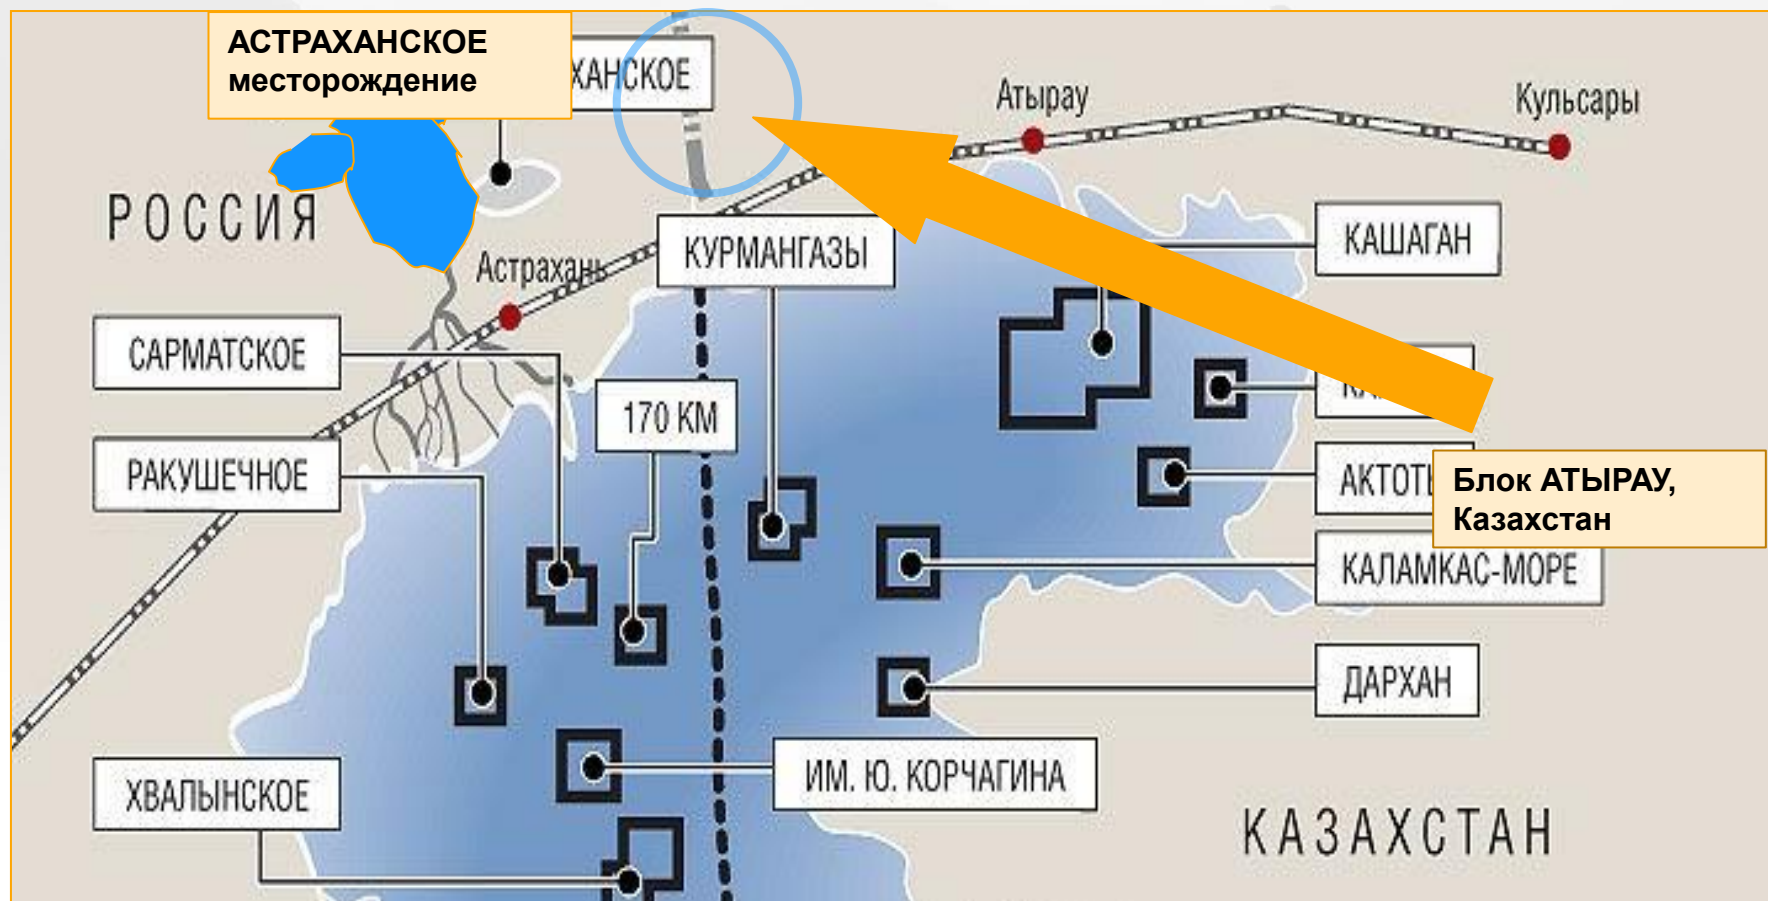 АСТРАХАНСКОЕ
месторождение
ХАНСКОЕ
Атырау
Кульсары
РОССИЯ
Астрахань
КУРМАНГАЗЫ
КАШАГАН
САРМАТСКОЕ
170 КМ
РАКУШЕЧНОЕ
АКТОТ
Блок АТЫРАУ,
Казахстан
КАЛАМКАС-МОРЕ
ДАРХАН
ИМ. Ю. КОРЧАГИНА
ХВАЛЫНСКОЕ
КАЗАХСТАН